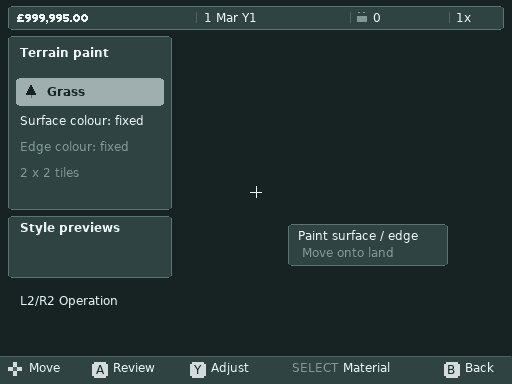 £999,995.00
1 Mar Y1
0
1x
Terrain paint
Grass
Surface colour: fixed
Edge colour: fixed
2 x 2 tiles
Style previews
Paint surface / edge
Move onto land
L2/R2 Operation
Move
A Review
Y Adjust
SELECT Material
B Back